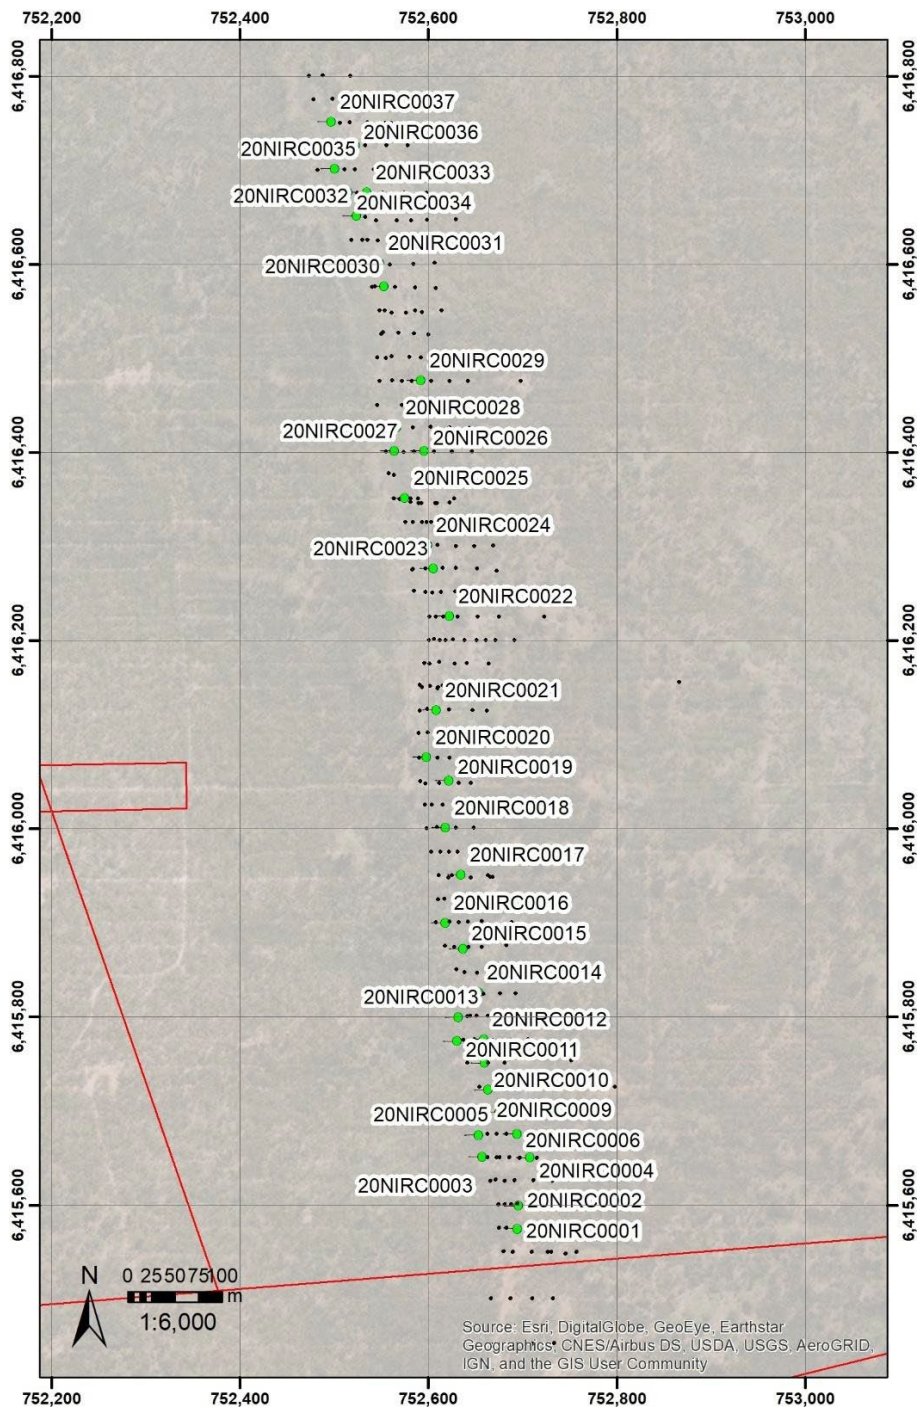 752,200 752,400 752,600 752,800 753,000
6,416,800 6,416,800
20NIRC0037
20NIRC0036
20NIRC0035
20NIRC0033
20NIRC0032
20NIRC0034
20NIRC0031
6,416,600 6,416,600
20NIRC0030
20NIRC0029
20NIRC0028
20NIRC0027
20NIRC0026
6,416,400 6,416,400
20NIRC0025
20NIRC0024
20NIRC0023
20NIRC0022
6,416,200 6,416,200
20NIRC0021
20NIRC0020
20NIRC0019
20NIRC0018
6,416,000 6,416,000
20NIRC0017
20NIRC0016
20NIRC0015
20NIRC0014
20NIRC0013
6,415,800 6,415,800
20NIRC0012
20NIRC0011
20NIRC0010
20NIRC0009
20NIRC0005
20NIRC0006
20NIRC0004
20NIRC0003
20NIRC0002
6,415,600 6,415,600
20NIRC0001
N
0 25 50 75 100
m
1:6,000
Source: Esri, DigitalGlobe, GeoEye, Earthstar
Geographics, CNES/Airbus DS, USDA, USGS, AeroGRID,
IGN, and the GIS User Community
752,200 752,400 752,600 752,800 753,000